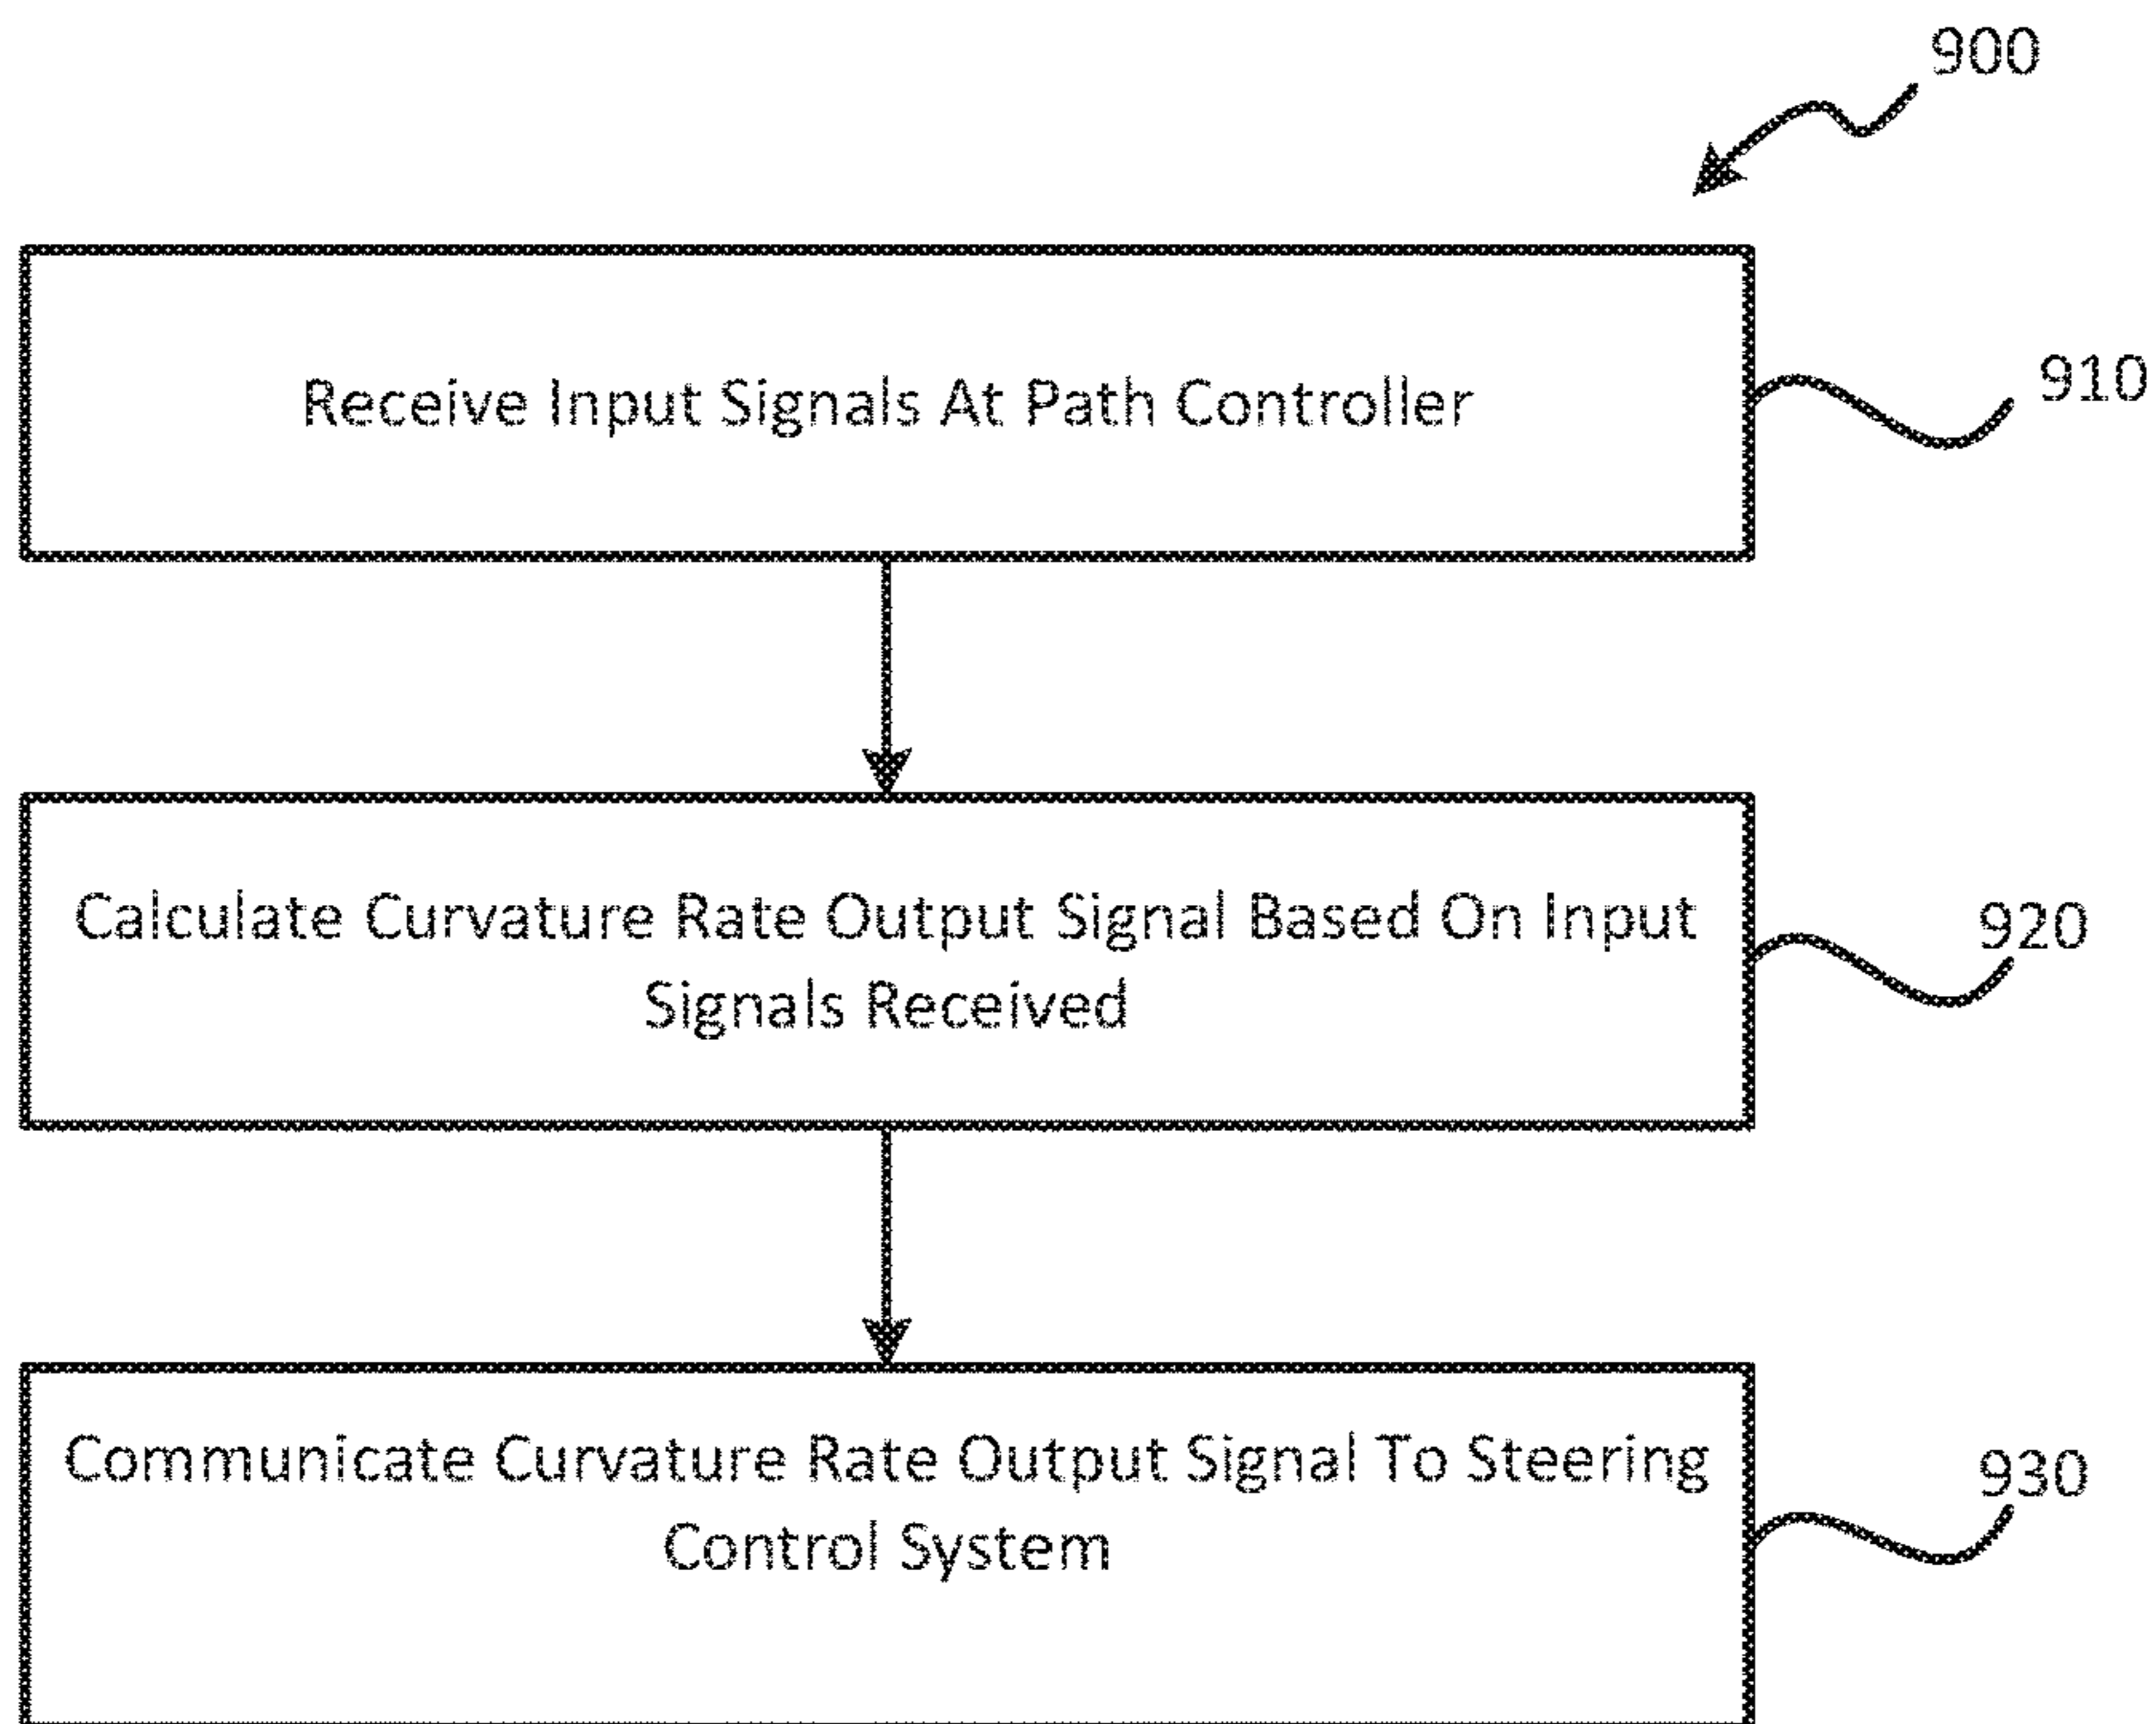 900
Receive Input Signals At Path Controller
910
Calculate Curvature Rate Output Signal Based On Input
Signals Received
920
Communicate Curvature Rate Output Signal To Steering
Control System
930